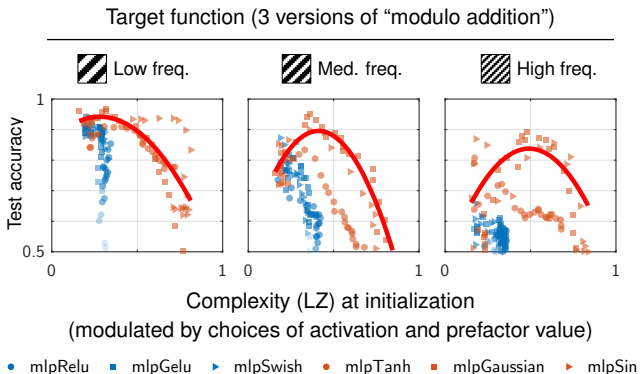 Target function (3 versions of “modulo addition”)
Low freq. Med. freq. High freq.
1
Test accuracy
0.5
0 1 0 1 0 1
Complexity (LZ) at initialization
(modulated by choices of activation and prefactor value)
mlpRelu mlpGelu mlpSwish mlpTanh mlpGaussian mlpSin